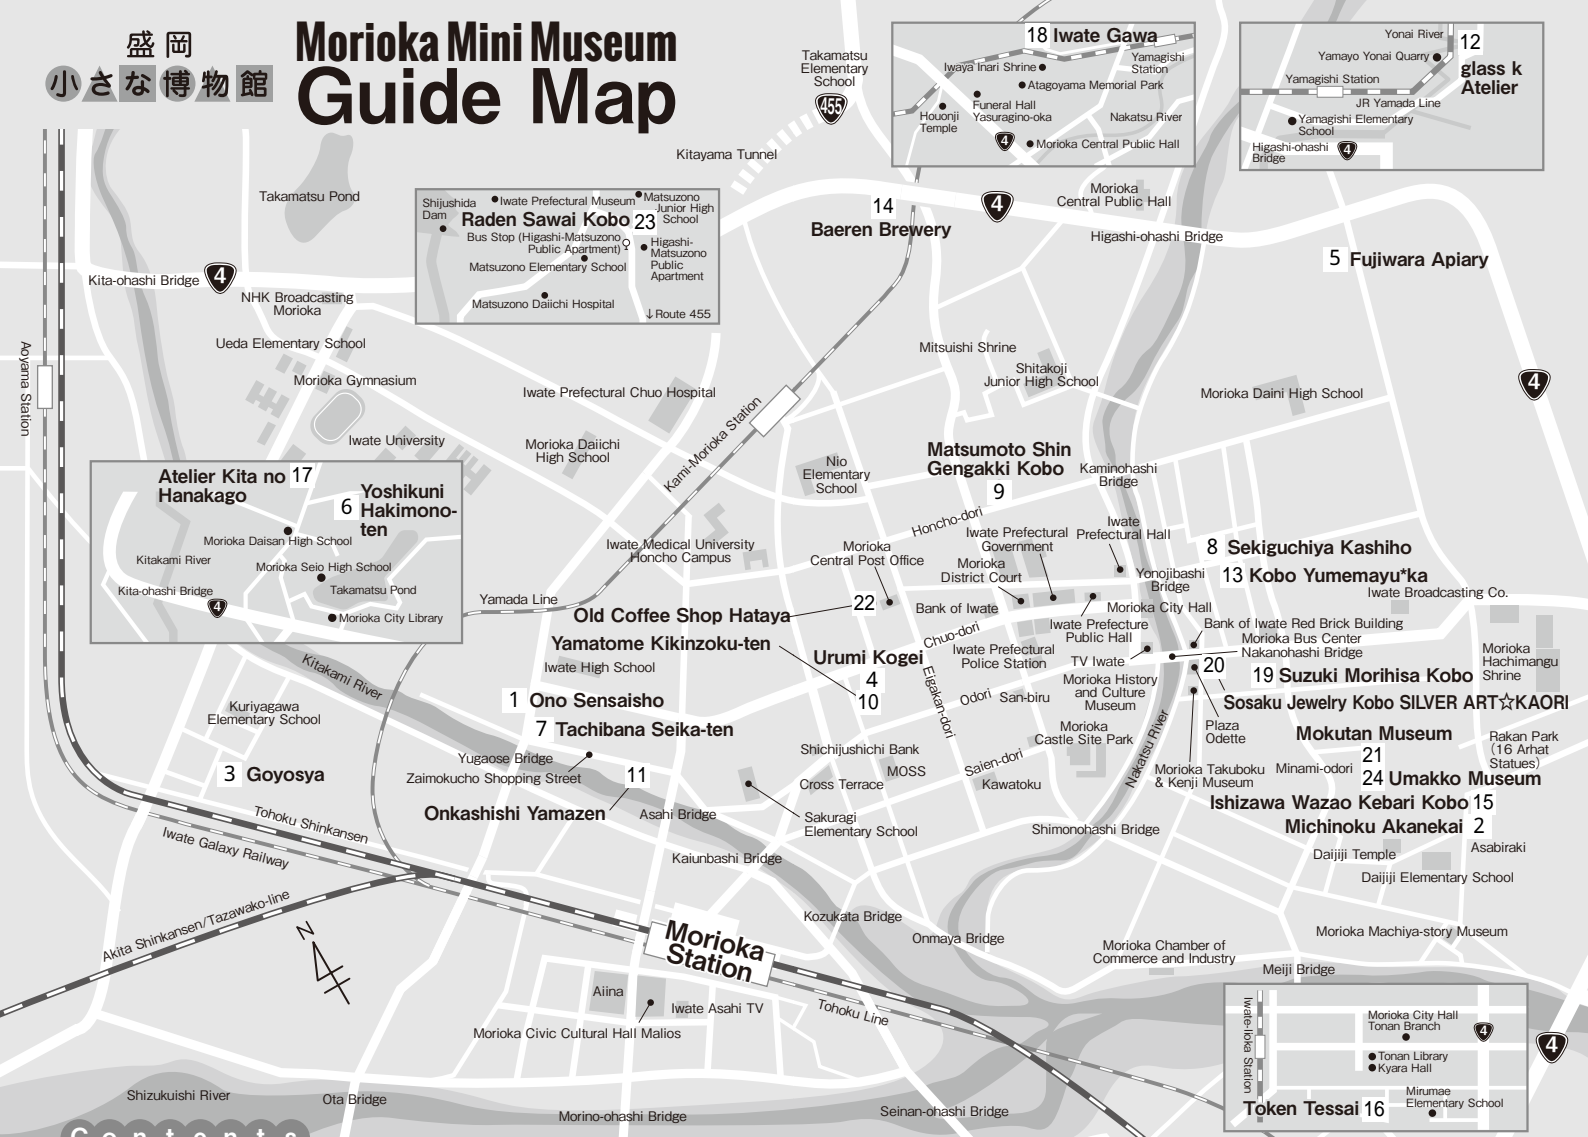 盛岡
小さな博物館
Morioka Mini Museum
Guide Map
Takamatsu
Elementary
School
455
Kitayama Tunnel
18 Iwate Gawa
Iwaya Inari Shrine
Yamagishi
Station
Atagoyama Memorial Park
Funeral Hall
Yasuragino-oka
Houonji
Temple
Nakatsu River
4
Morioka Central Public Hall
Yonai River
12
glass k
Atelier
Yamayo Yonai Quarry
Yamagishi Station
JR Yamada Line
Yamagishi Elementary
School
Higashi-ohashi
Bridge
4
Takamatsu Pond
Shijushida
Dam
Iwate Prefectural Museum
Matsuzono
Junior High
School
Raden Sawai Kobo 23
Bus Stop (Higashi-Matsuzono
Public Apartment)
Higashi-
Matsuzono
Public
Apartment
Matsuzono Elementary School
Matsuzono Daiichi Hospital
↓Route 455
14
Baeren Brewery
4
Morioka
Central Public Hall
Higashi-ohashi Bridge
5 Fujiwara Apiary
Kita-ohashi Bridge
4
NHK Broadcasting
Morioka
Ueda Elementary School
Aoyama Station
Morioka Gymnasium
Iwate University
Iwate Prefectural Chuo Hospital
Morioka Daiichi
High School
Kami-Morioka Station
Mitsuishi Shrine
Shitakoji
Junior High School
Morioka Daini High School
4
Nio
Elementary
School
Matsumoto Shin
Gengakki Kobo
9
Kaminohashi
Bridge
Atelier Kita no 17
Hanakago
6
Yoshikuni
Hakimono-
ten
Morioka Daisan High School
Kitakami River
Morioka Seio High School
Kita-ohashi Bridge
Takamatsu Pond
4
Morioka City Library
Honcho-dori
Iwate Medical University
Honcho Campus
Morioka
Central Post Office
Iwate Prefectural
Government
Iwate
Prefectural Hall
Morioka
District Court
Yonojibashi
Bridge
8 Sekiguchiya Kashiho
13 Kobo Yumemayu*ka
Iwate Broadcasting Co.
Yamada Line
Old Coffee Shop Hataya
22
Bank of Iwate
Morioka City Hall
Bank of Iwate Red Brick Building
Yamatome Kikinzoku-ten
Chuo-dori
Iwate Prefecture
Public Hall
Morioka Bus Center
Nakanohashi Bridge
Iwate High School
Urumi Kogei
4
10
Iwate Prefectural
Police Station
TV Iwate
20
Morioka
Hachimangu
Shrine
Kitakami River
Eigakan-dori
Odori
San-biru
Morioka History
and Culture
Museum
19 Suzuki Morihisa Kobo
Sosaku Jewelry Kobo SILVER ART☆KAORI
1 Ono Sensaisho
7 Tachibana Seika-ten
Kuriyagawa
Elementary School
Plaza
Odette
Mokutan Museum
21
Rakan Park
(16 Arhat
Statues)
Morioka
Castle Site Park
Nakatsu River
Shichijushichi Bank
MOSS
Saien-dori
Yugaose Bridge
Zaimokucho Shopping Street
11
Cross Terrace
Kawatoku
Morioka Takuboku
& Kenji Museum
Minami-odori
24 Umakko Museum
3 Goyosya
Onkashishi Yamazen
Asahi Bridge
Sakuragi
Elementary School
Shimonohashi Bridge
Ishizawa Wazao Kebari Kobo 15
Michinoku Akanekai 2
Tohoku Shinkansen
Iwate Galaxy Railway
Kaiunbashi Bridge
Daijiji Temple
Asabiraki
Daijiji Elementary School
Akita Shinkansen/Tazawako-line
N
Kozukata Bridge
Onmaya Bridge
Morioka
Station
Morioka Machiya-story Museum
Morioka Chamber of
Commerce and Industry
Meiji Bridge
Aiina
Iwate Asahi TV
Tohoku Line
Morioka Civic Cultural Hall Malios
Iwate-Iioka Station
Morioka City Hall
Tonan Branch
4
Tonan Library
Kyara Hall
Mirumae
Elementary School
Token Tessai 16
4
Shizukuishi River
Ota Bridge
Morino-ohashi Bridge
Seinan-ohashi Bridge
Contents